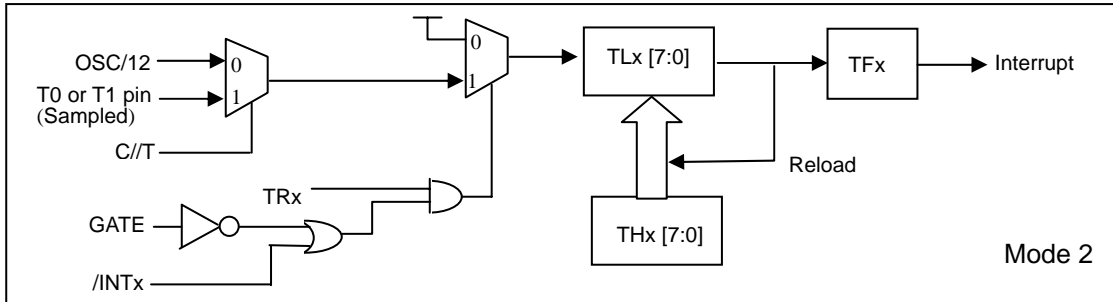 OSC/12
0
T0 or T1 pin
(Sampled)
1
C//T
0
1
TRx
GATE
/INTx
TLx [7:0]
TFx
Interrupt
Reload
THx [7:0]
Mode 2